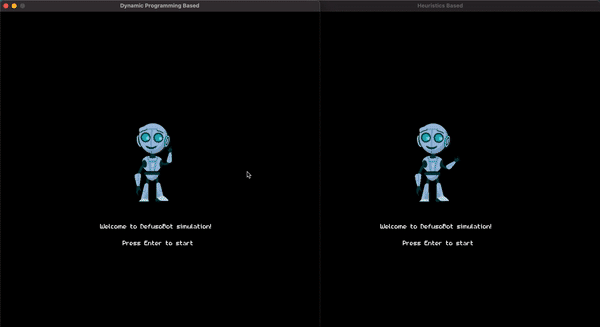 Dynamic Programming Based
Heuristics Based
Welcome to DefusoBot simulation!
Press Enter to start
Welcome to DefusoBot simulation!
Press Enter to start